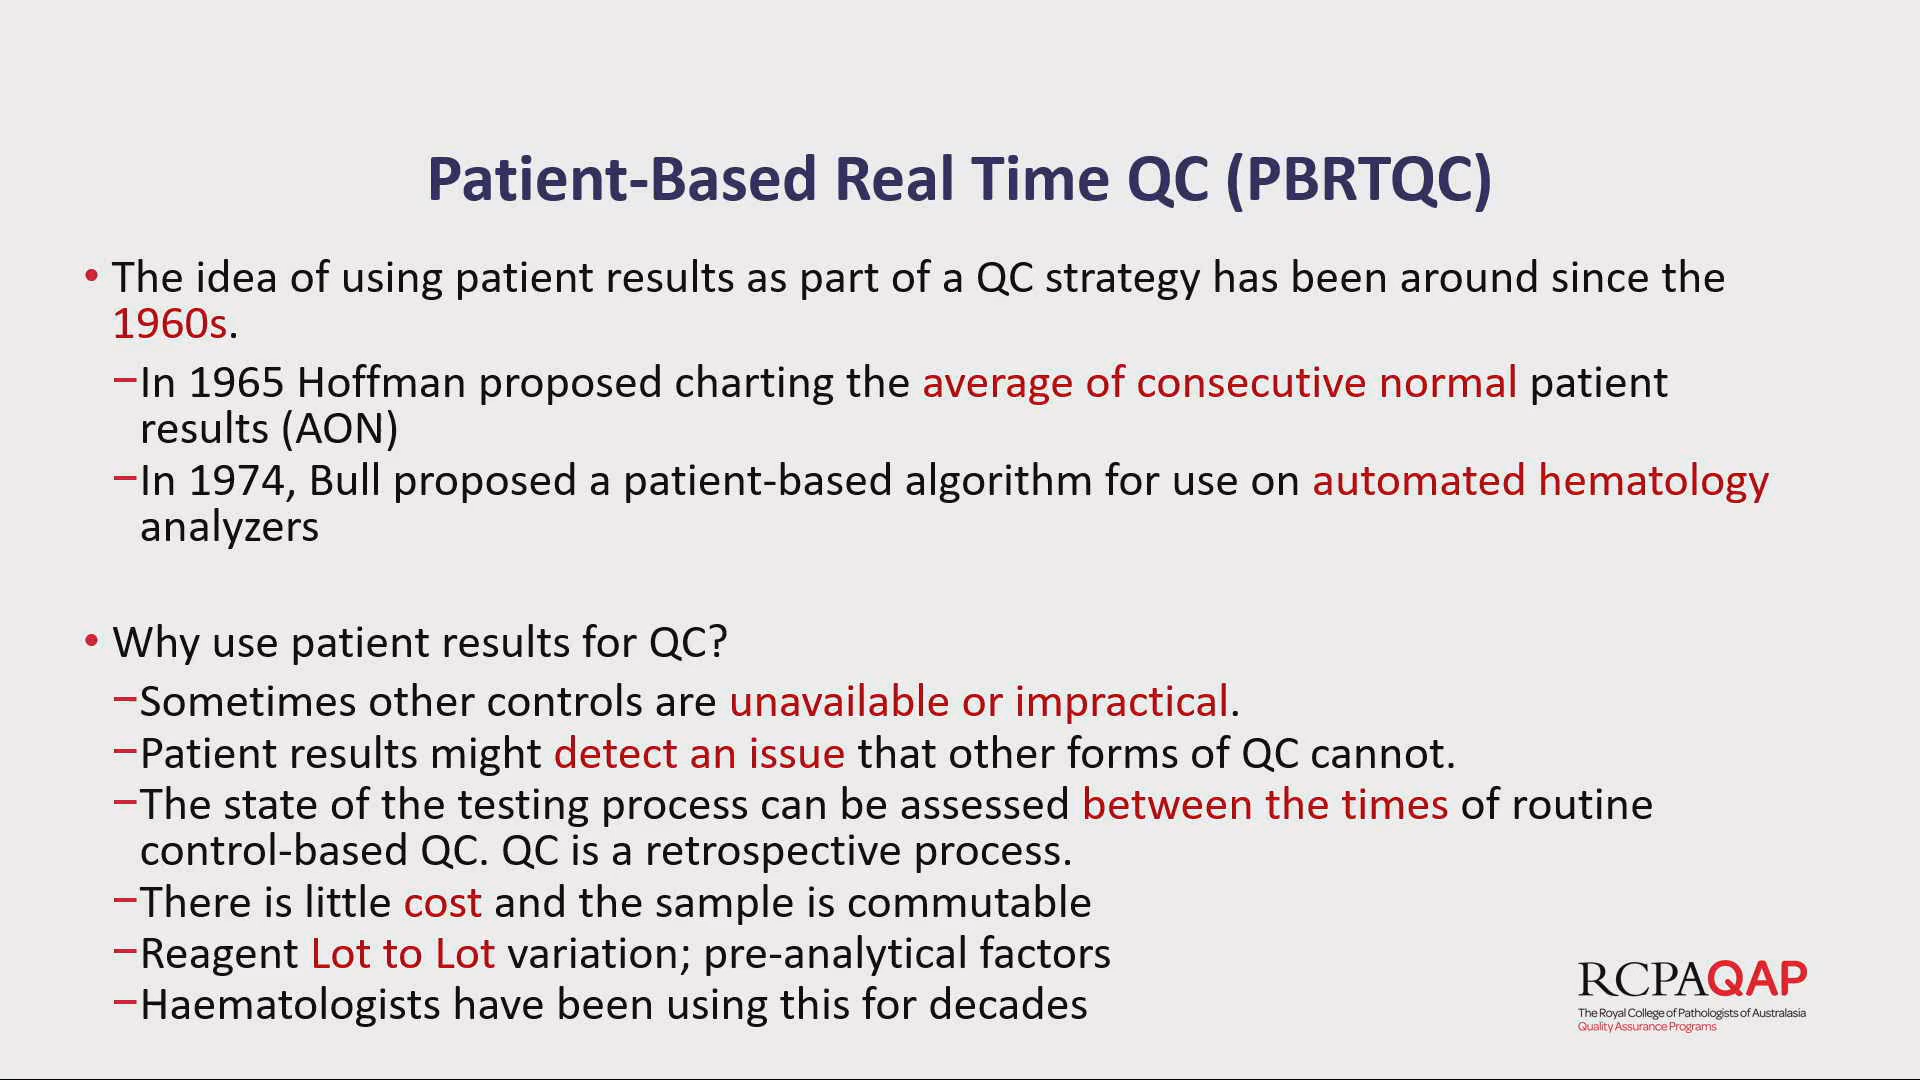 Patient-Based Real Time QC (PBRTQC)
• The idea of using patient results as part of a QC strategy has been around since the
1960s.
–In 1965 Hoffman proposed charting the average of consecutive normal patient
results (AON)
–In 1974, Bull proposed a patient-based algorithm for use on automated hematology
analyzers
• Why use patient results for QC?
–Sometimes other controls are unavailable or impractical.
–Patient results might detect an issue that other forms of QC cannot.
–The state of the testing process can be assessed between the times of routine
control-based QC. QC is a retrospective process.
–There is little cost and the sample is commutable
–Reagent Lot to Lot variation; pre-analytical factors
–Haematologists have been using this for decades
RCPAQAP
The Royal College of Pathologists of Australasia
Quality Assurance Programs